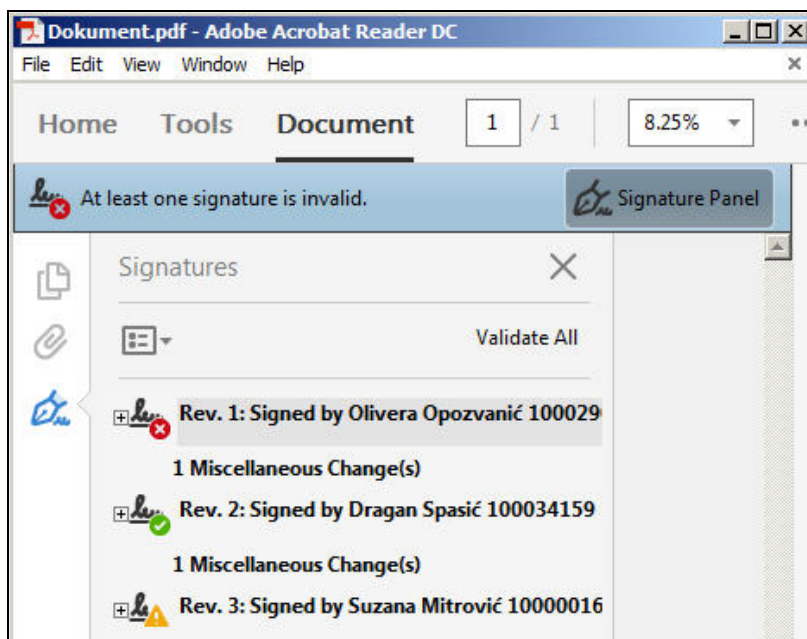 Dokument.pdf - Adobe Acrobat Reader DC
File Edit View Window Help
Home Tools Document 1 / 1 8.25%
At least one signature is invalid. Signature Panel
Signatures
Validate All
Rev. 1: Signed by Olivera Opozvanić 100029
1 Miscellaneous Change(s)
Rev. 2: Signed by Dragan Spasić 100034159
1 Miscellaneous Change(s)
Rev. 3: Signed by Suzana Mitrović 10000016